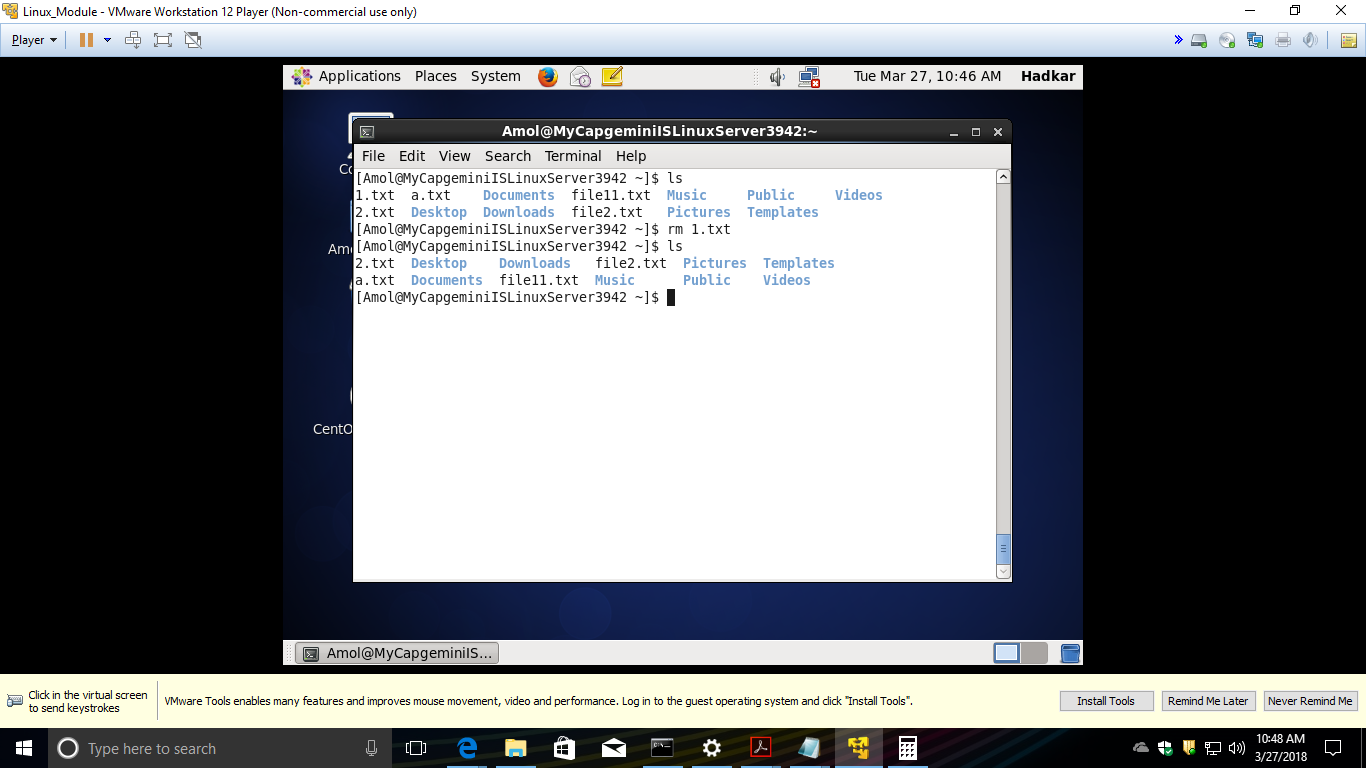 Linux_Module - VMware Workstation 12 Player (Non-commercial use only)
Player
Applications Places System Tue Mar 27, 10:46 AM Hadkar
Amol@MyCapgeminiISLinuxServer3942:~
File Edit View Search Terminal Help
[Amol@MyCapgeminiISLinuxServer3942 ~]$ ls
1.txt a.txt Documents file11.txt Music Public Videos
2.txt Desktop Downloads file2.txt Pictures Templates
[Amol@MyCapgeminiISLinuxServer3942 ~]$ rm 1.txt
[Amol@MyCapgeminiISLinuxServer3942 ~]$ ls
2.txt Desktop Downloads file2.txt Pictures Templates
a.txt Documents file11.txt Music Public Videos
[Amol@MyCapgeminiISLinuxServer3942 ~]$
CentO
Amol@MyCapgeminiIS...
Click in the virtual screen
to send keystrokes
VMware Tools enables many features and improves mouse movement, video and performance. Log in to the guest operating system and click "Install Tools".
Install Tools Remind Me Later Never Remind Me
Type here to search
10:48 AM
3/27/2018